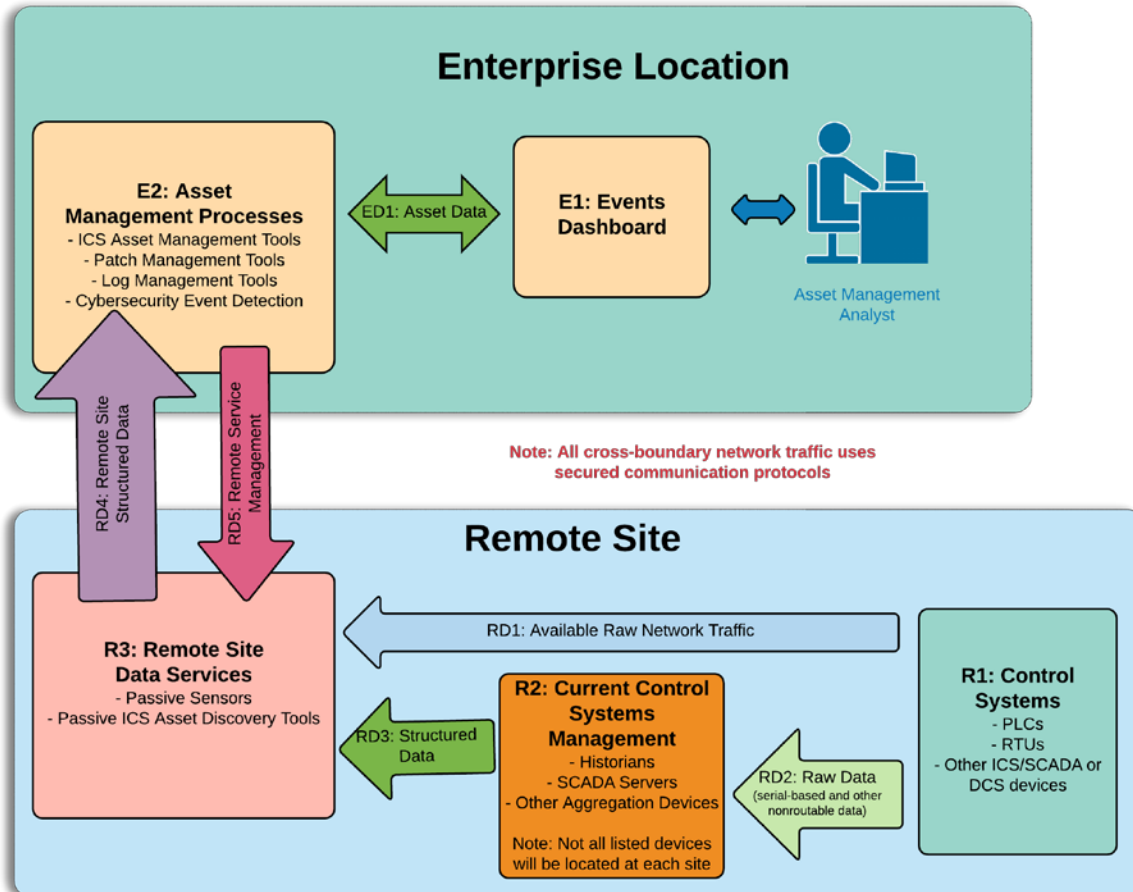 Enterprise Location
E2: Asset
Management Processes
- ICS Asset Management Tools
- Patch Management Tools
- Log Management Tools
- Cybersecurity Event Detection
ED1: Asset Data
E1: Events
Dashboard
Asset Management
Analyst
RD4: Remote Site
Structured Data
RD5: Remote Service
Management
Note: All cross-boundary network traffic uses
secured communication protocols
Remote Site
R3: Remote Site
Data Services
- Passive Sensors
- Passive ICS Asset Discovery Tools
RD1: Available Raw Network Traffic
RD3: Structured
Data
R2: Current Control
Systems
Management
- Historians
- SCADA Servers
- Other Aggregation Devices
Note: Not all listed devices
will be located at each site
RD2: Raw Data
(serial-based and other
nonroutable data)
R1: Control
Systems
- PLCs
- RTUs
- Other ICS/SCADA or
DCS devices